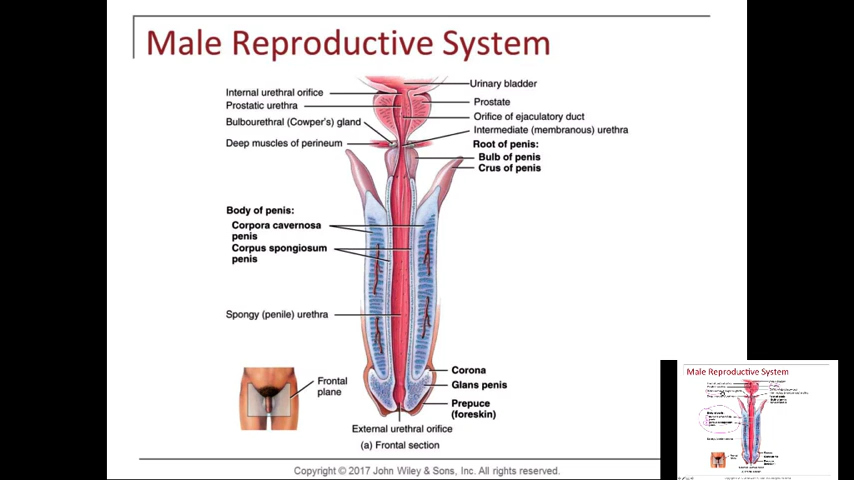 Male Reproductive System
Urinary bladder
Internal urethral orifice
Prostatic urethra
Prostate
Orifice of ejaculatory duct
Bulbourethral (Cowper's) gland
Intermediate (membranous) urethra
Deep muscles of perineum
Root of penis:
Bulb of penis
Crus of penis
Body of penis:
Corpora cavernosa
penis
Corpus spongiosum
penis
Spongy (penile) urethra
Corona
Frontal
plane
Glans penis
Prepuce
(foreskin)
External urethral orifice
(a) Frontal section
Copyright © 2017 John Wiley & Sons, Inc. All rights reserved.
Male Reproductive System